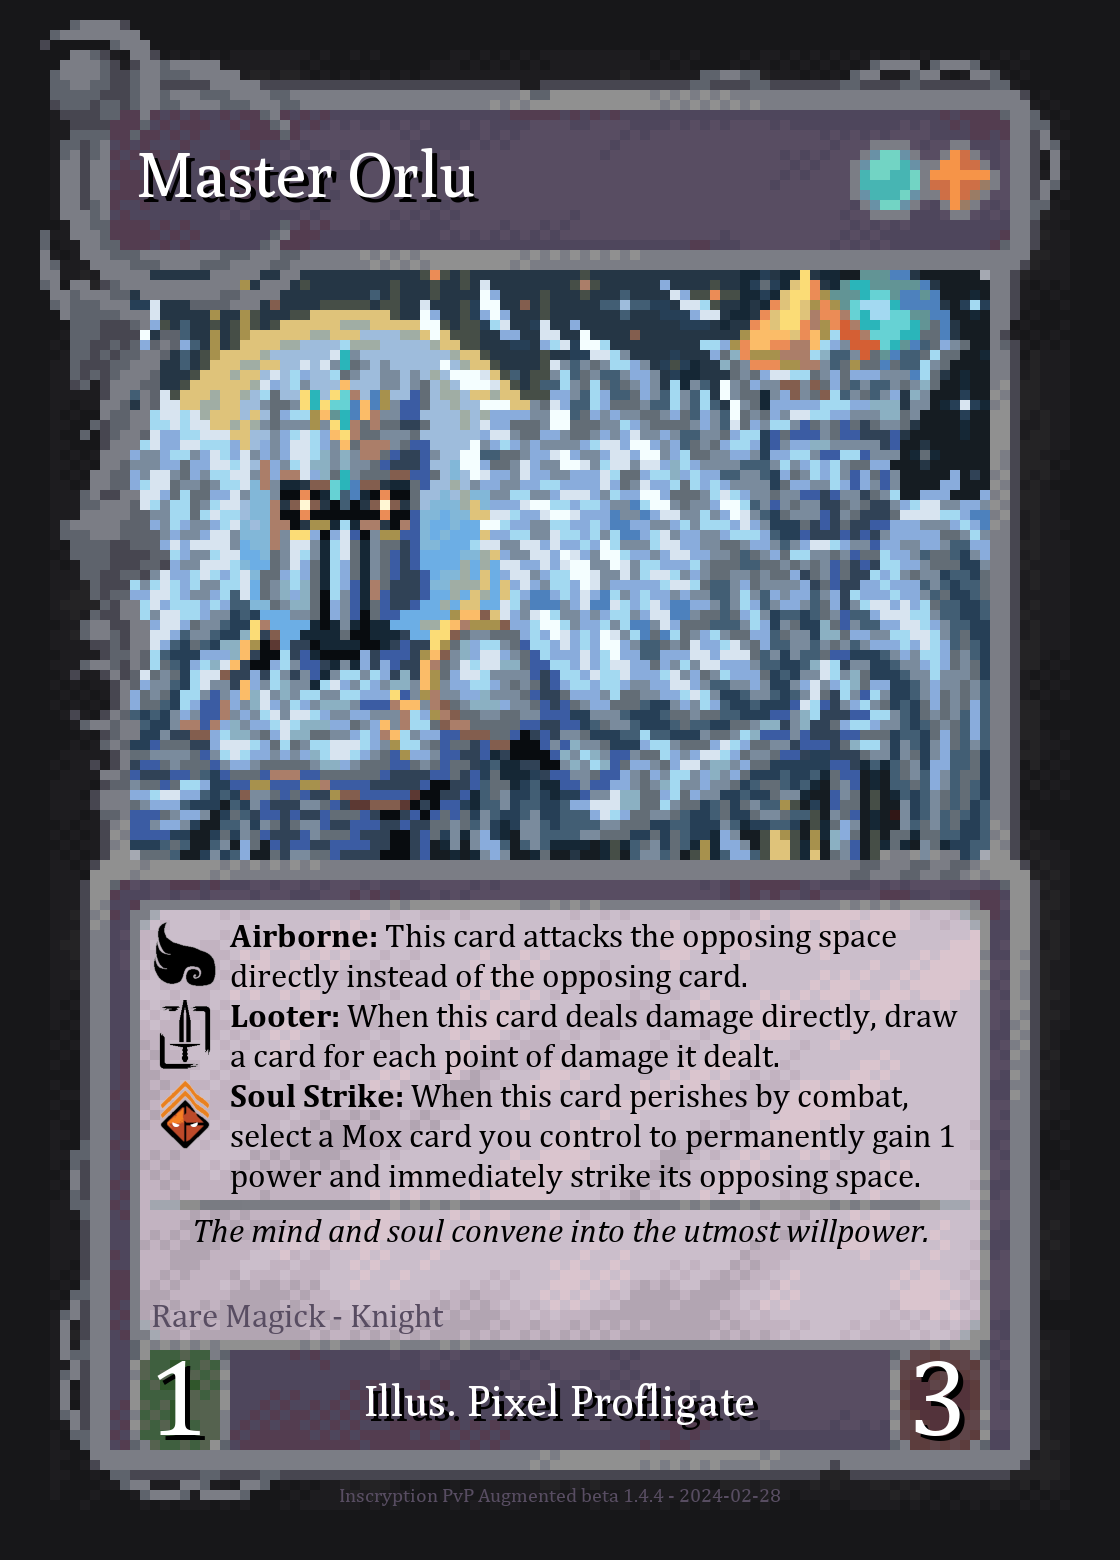 Master Orlu
Airborne: This card attacks the opposing space
directly instead of the opposing card.
Looter: When this card deals damage directly, draw
a card for each point of damage it dealt.
Soul Strike: When this card perishes by combat,
select a Mox card you control to permanently gain 1
power and immediately strike its opposing space.
The mind and soul convene into the utmost willpower.
Rare Magick - Knight
1
Illus. Pixel Profligate
3
Inscryption PvP Augmented beta 1.4.4 - 2024-02-28